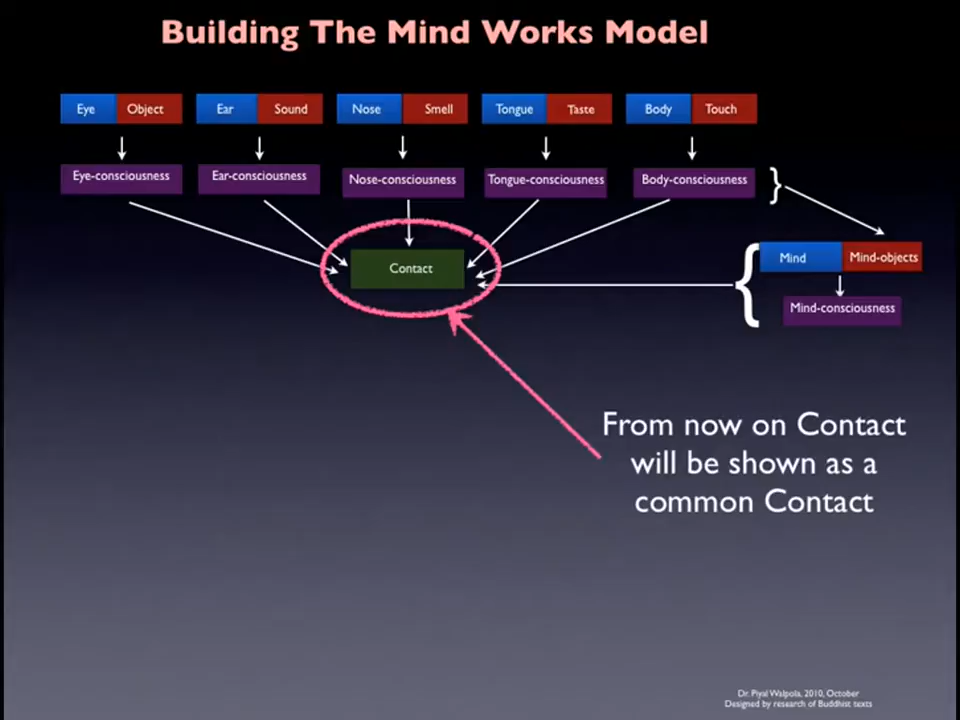 Building The Mind Works Model
Eye Object Ear Sound Nose Smell Tongue Taste Body Touch
Eye-consciousness Ear-consciousness Nose-consciousness Tongue-consciousness Body-consciousness
Contact
Mind Mind-objects
Mind-consciousness
From now on Contact
will be shown as a
common Contact
Dr. Piyal Walpola, 2010, October
Designed by research of Buddhist texts